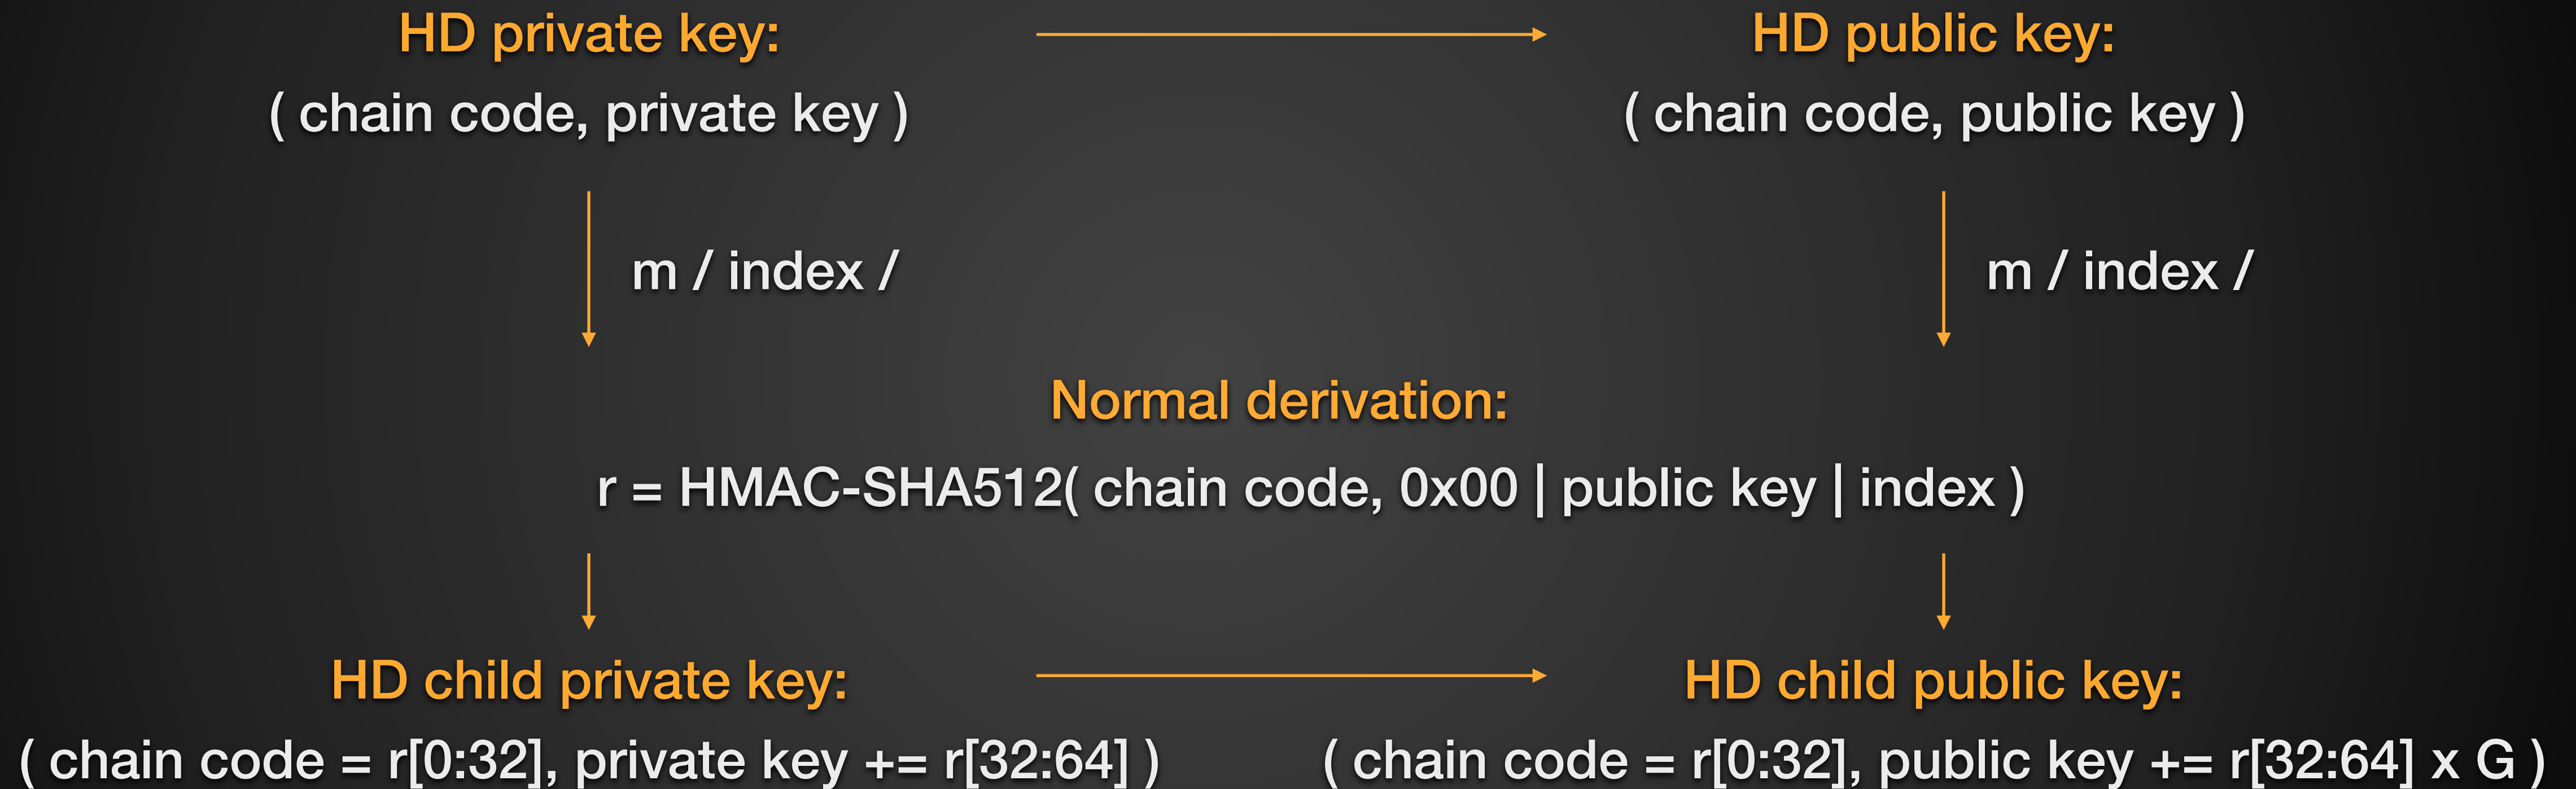 HD private key:
HD public key:
( chain code, private key )
( chain code, public key )
m / index /
m / index /
Normal derivation:
r = HMAC-SHA512( chain code, 0x00 | public key | index )
HD child private key:
HD child public key:
( chain code = r[0:32], private key += r[32:64] )
( chain code = r[0:32], public key += r[32:64] x G )